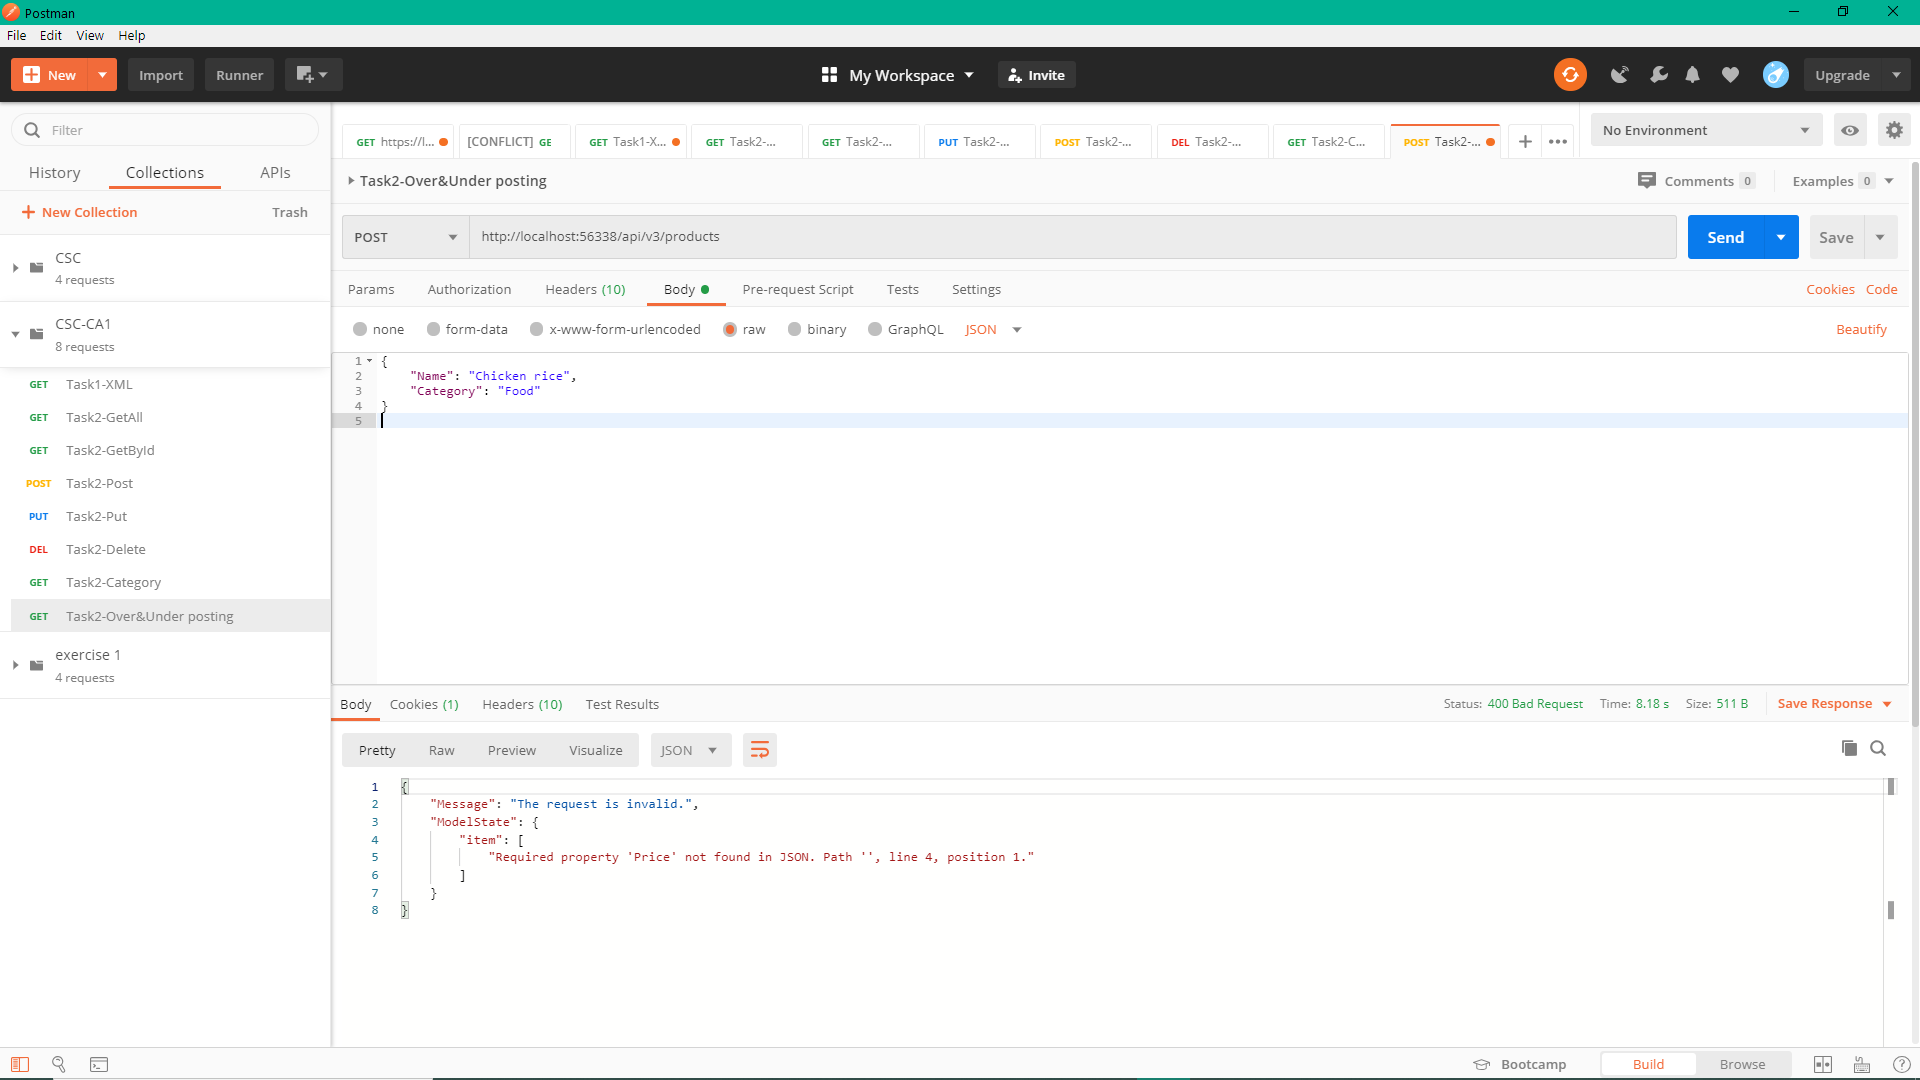 Postman
File Edit View Help
New Import Runner My Workspace Invite Upgrade
Filter
History Collections APIs
New Collection Trash
CSC
4 requests
CSC-CA1
8 requests
GET Task1-XML
GET Task2-GetAll
GET Task2-GetById
POST Task2-Post
PUT Task2-Put
DEL Task2-Delete
GET Task2-Category
GET Task2-Over&Under posting
exercise 1
4 requests
GET https://l... [CONFLICT] GE GET Task1-X... GET Task2-... GET Task2-... PUT Task2-... POST Task2-... DEL Task2-... GET Task2-C... POST Task2-... No Environment
Task2-Over&Under posting Comments 0 Examples 0
POST http://localhost:56338/api/v3/products Send Save
Params Authorization Headers (10) Body Pre-request Script Tests Settings Cookies Code
none form-data x-www-form-urlencoded raw binary GraphQL JSON Beautify
1 {
2 "Name": "Chicken rice",
3 "Category": "Food"
4 }
5
Body Cookies (1) Headers (10) Test Results Status: 400 Bad Request Time: 8.18 s Size: 511 B Save Response
Pretty Raw Preview Visualize JSON
1 {
2 "Message": "The request is invalid.",
3 "ModelState": {
4 "item": [
5 "Required property 'Price' not found in JSON. Path '', line 4, position 1."
6 ]
7 }
8 }
Bootcamp Build Browse